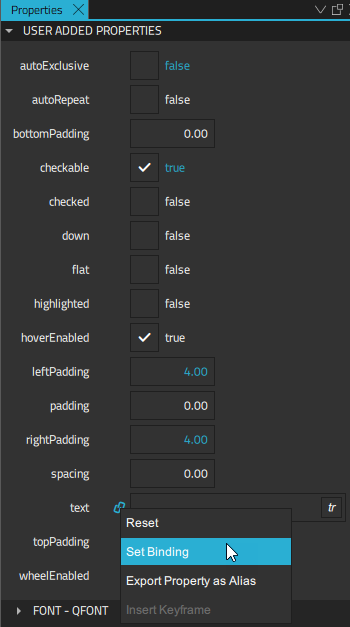 Properties
USER ADDED PROPERTIES
autoExclusive false
autoRepeat false
bottomPadding 0.00
checkable true
checked false
down false
flat false
highlighted false
hoverEnabled true
leftPadding 4.00
padding 0.00
rightPadding 4.00
spacing 0.00
text tr
Reset
topPadding
Set Binding
wheelEnabled
Export Property as Alias
FONT - QFONT
Insert Keyframe